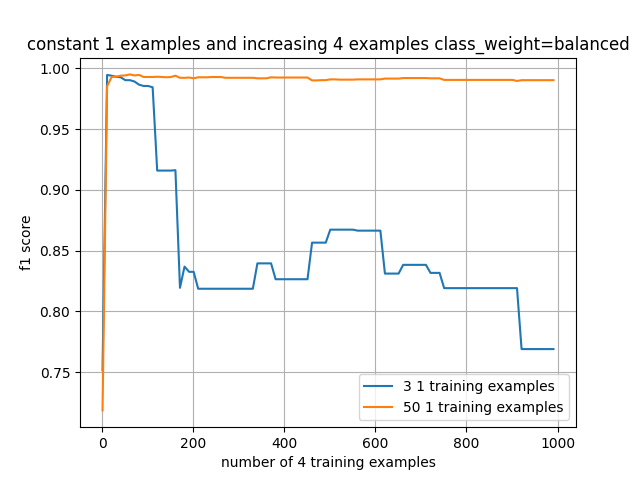 constant 1 examples and increasing 4 examples class_weight=balanced
1.00
0.95
0.90
0.85
0.80
0.75
f1 score
0 200 400 600 800 1000
number of 4 training examples
3 1 training examples
50 1 training examples